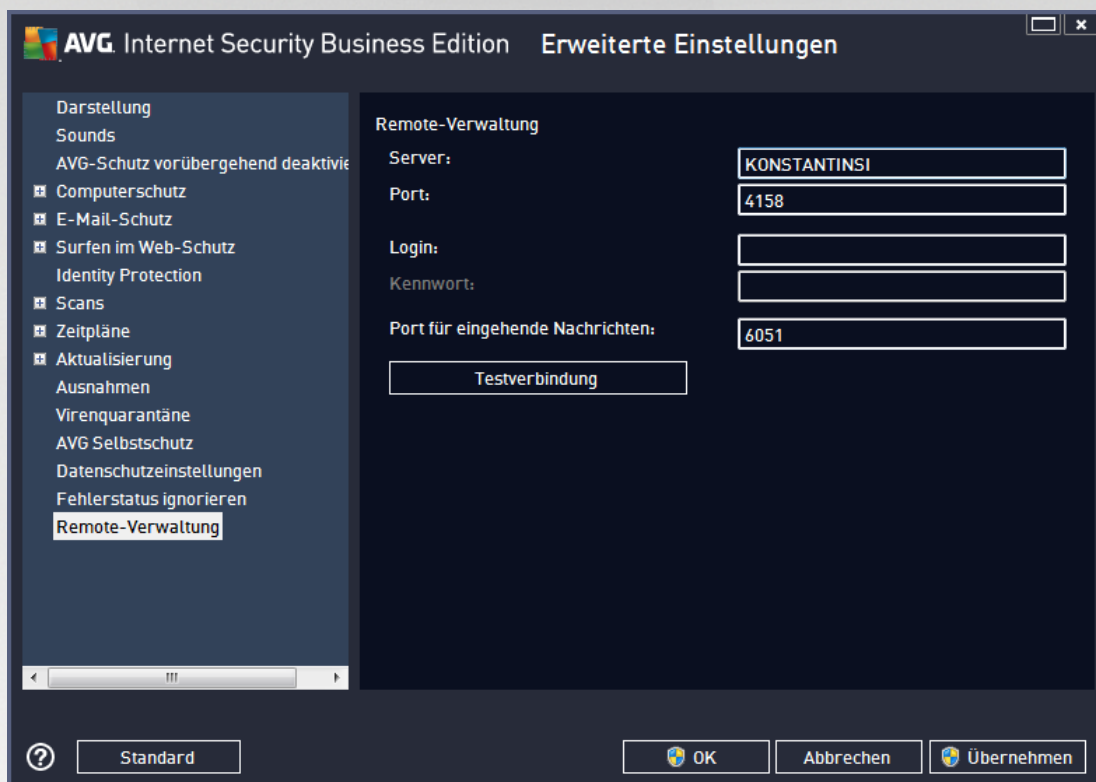 AVG. Internet Security Business Edition Erweiterte Einstellungen
Darstellung
Sounds
AVG-Schutz vorübergehend deaktivie
Computerschutz
E-Mail-Schutz
Surfen im Web-Schutz
Identity Protection
Scans
Zeitpläne
Aktualisierung
Ausnahmen
Virenquarantäne
AVG Selbstschutz
Datenschutzeinstellungen
Fehlerstatus ignorieren
Remote-Verwaltung
Remote-Verwaltung
Server: KONSTANTINSI
Port: 4158
Login:
Kennwort:
Port für eingehende Nachrichten: 6051
Testverbindung
Standard
OK
Abbrechen
Übernehmen